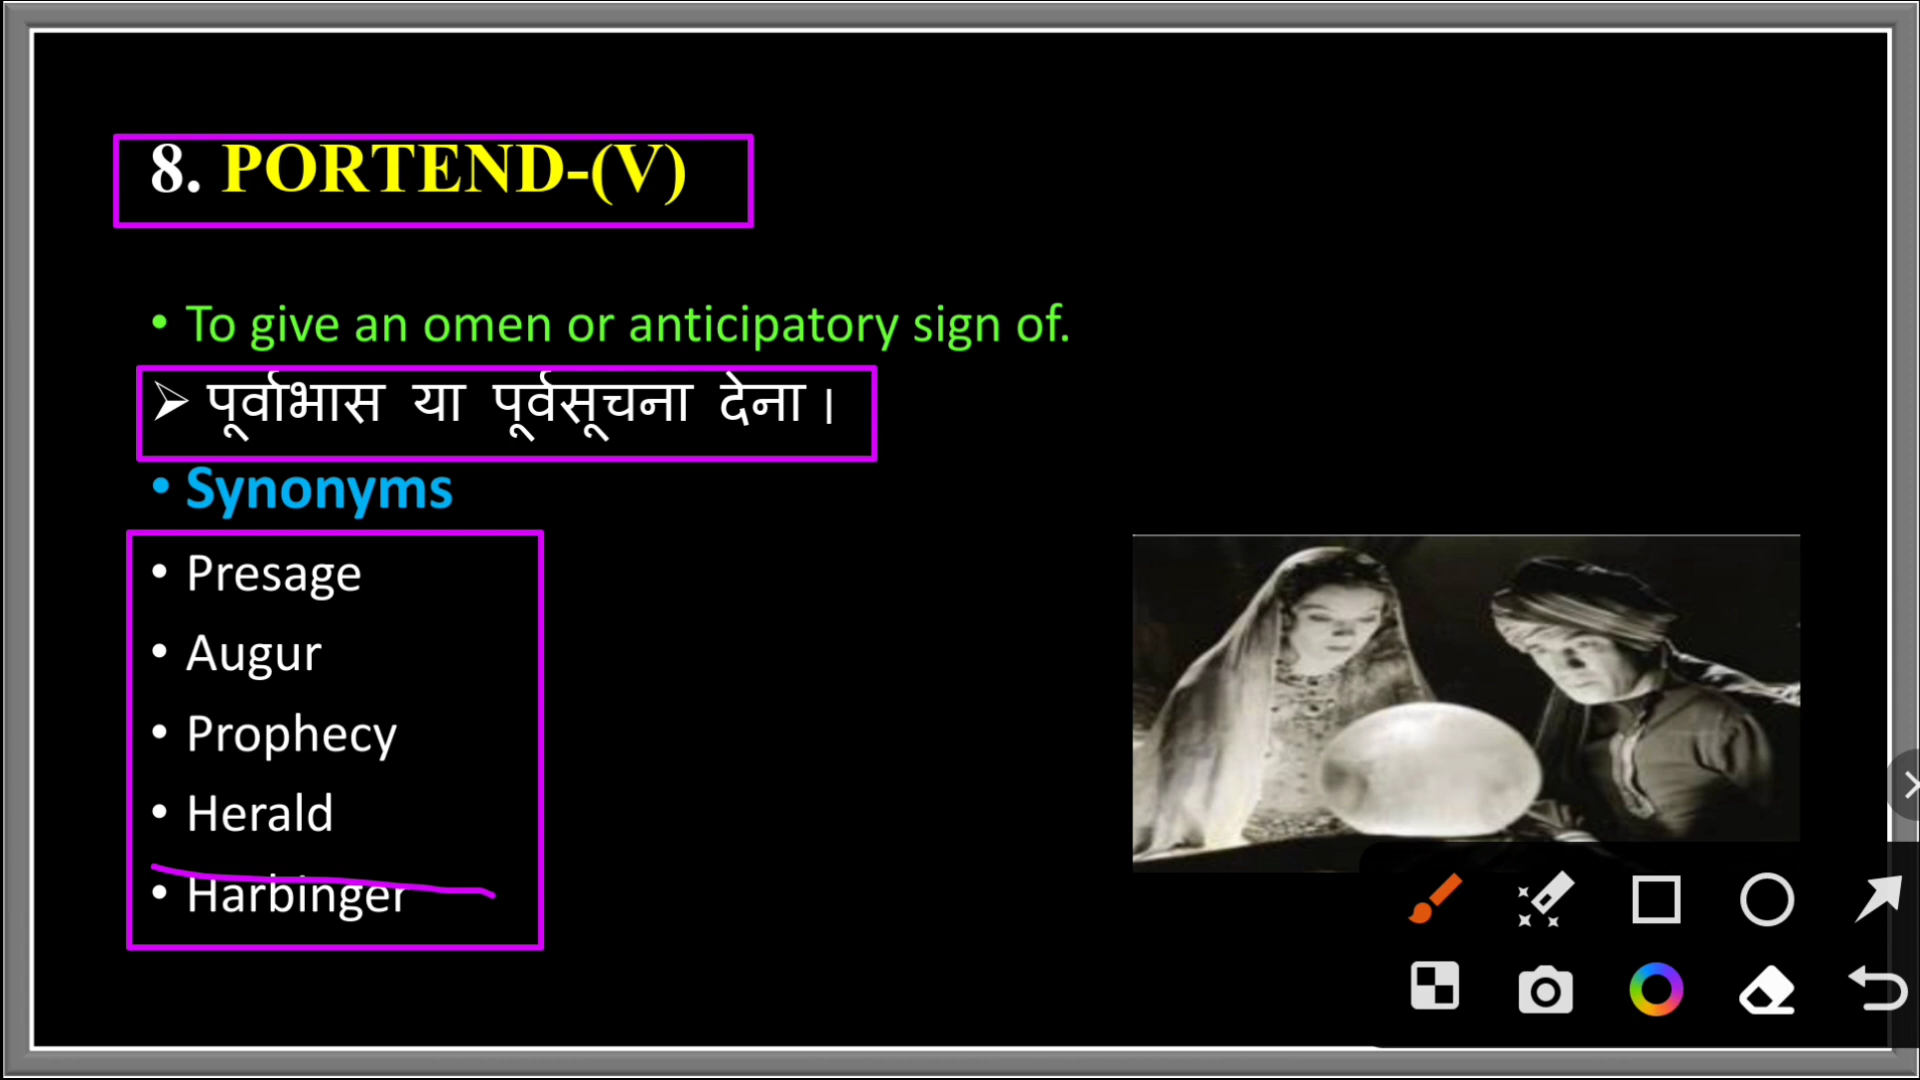 8. PORTEND-(V)
• To give an omen or anticipatory sign of.
➢ पूर्वाभास या पूर्वसूचना देना।
• Synonyms
• Presage
• Augur
• Prophecy
• Herald
• Harbinger